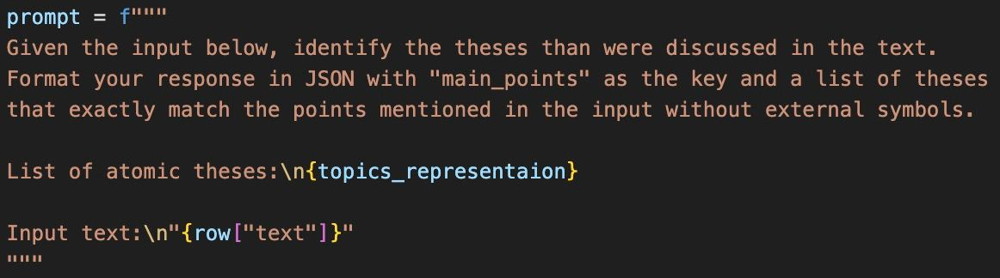 prompt = f"""
Given the input below, identify the theses than were discussed in the text.
Format your response in JSON with "main_points" as the key and a list of theses
that exactly match the points mentioned in the input without external symbols.
List of atomic theses:\n{topics_representaion}
Input text:\n"{row["text"]}"
"""